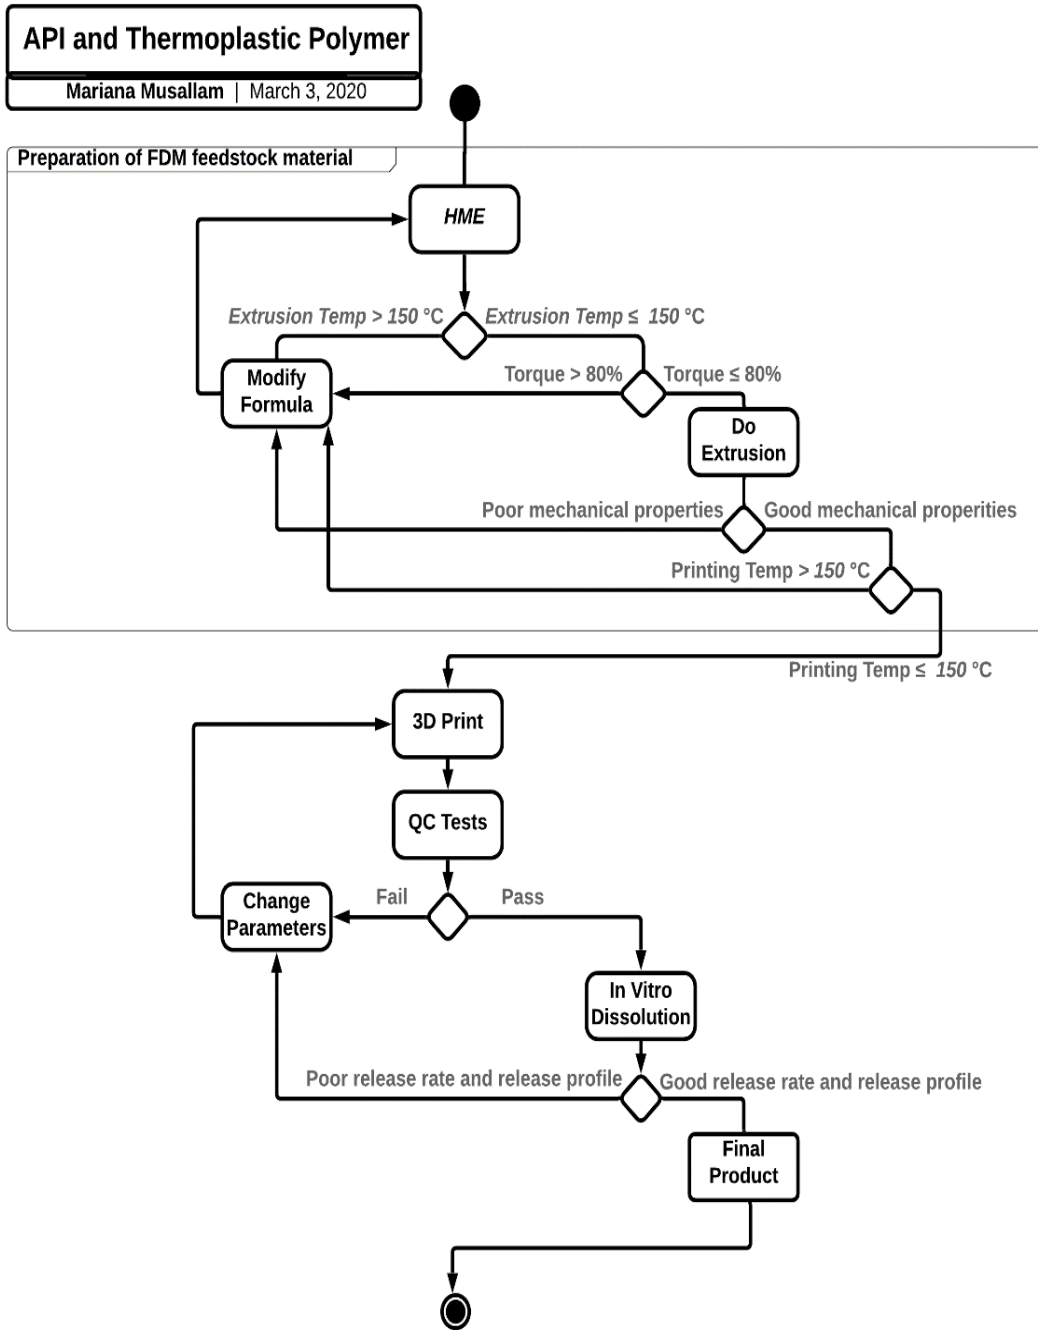 API and Thermoplastic Polymer
Mariana Musallam | March 3, 2020
Preparation of FDM feedstock material
HME
Extrusion Temp > 150 °C
Extrusion Temp ≤ 150 °C
Torque > 80%
Torque ≤ 80%
Modify
Formula
Do
Extrusion
Poor mechanical properties
Good mechanical properities
Printing Temp > 150 °C
Printing Temp ≤ 150 °C
3D Print
QC Tests
Fail
Pass
Change
Parameters
In Vitro
Dissolution
Poor release rate and release profile
Good release rate and release profile
Final
Product